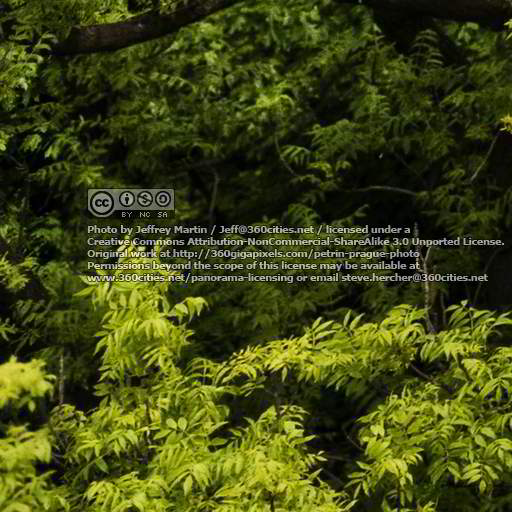 cc
BY NC SA
Photo by Jeffrey Martin / Jeff@360cities.net / licensed under a
Creative Commons Attribution-NonCommercial-ShareAlike 3.0 Unported License.
Original work at http://360gigapixels.com/petrin-prague-photo
Permissions beyond the scope of this license may be available at
www.360cities.net/panorama-licensing or email steve.hercher@360cities.net